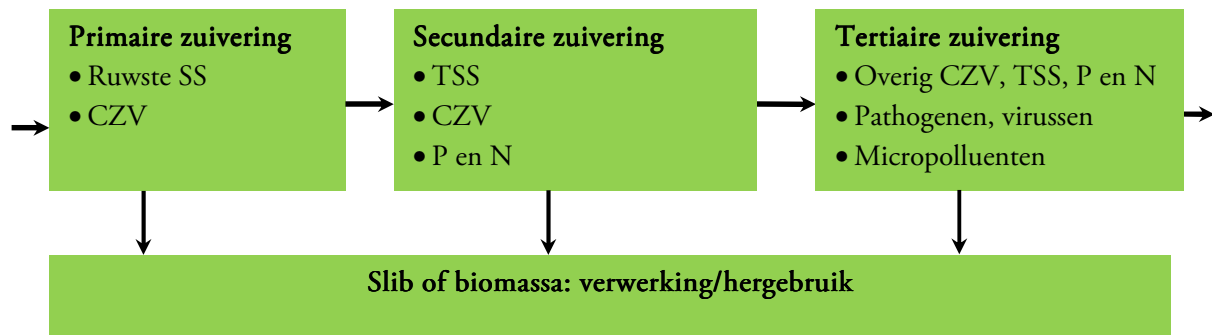 Primaire zuivering
• Ruwste SS
• CZV
Secundaire zuivering
• TSS
• CZV
• P en N
Tertiaire zuivering
• Overig CZV, TSS, P en N
• Pathogenen, virussen
• Micropolluenten
Slib of biomassa: verwerking/hergebruik